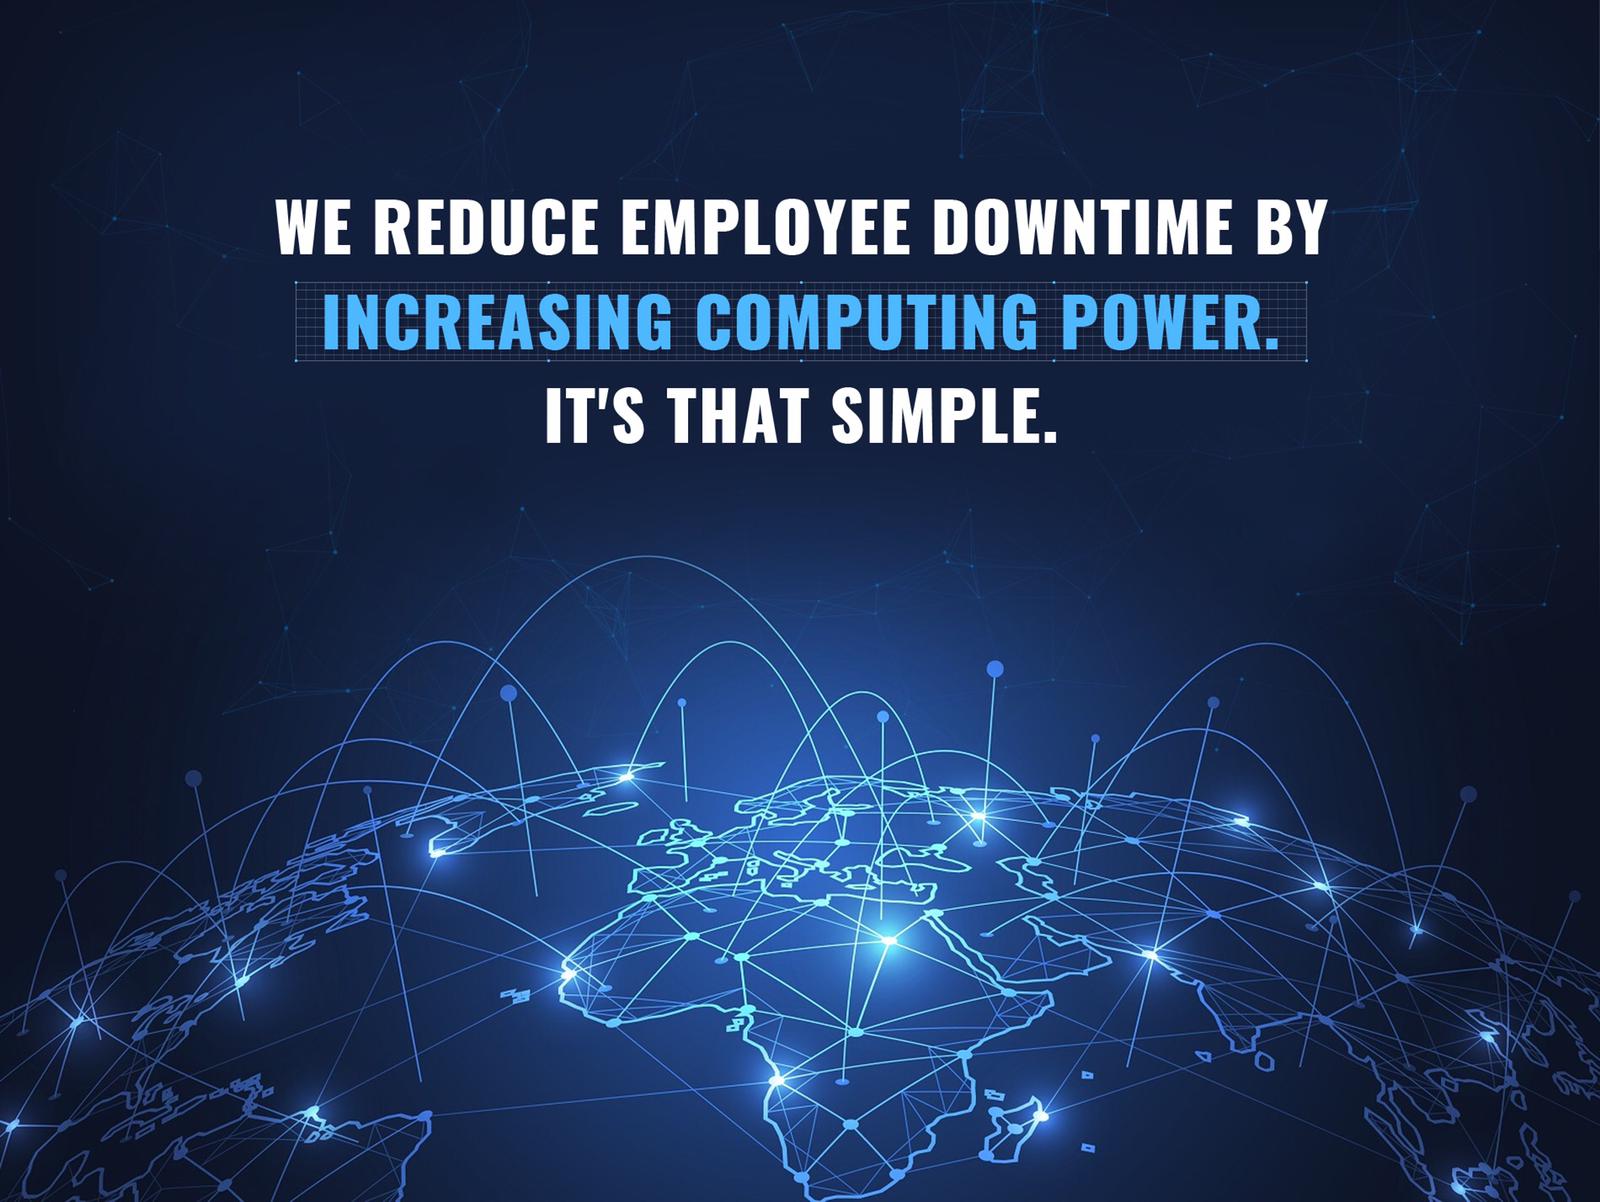 WE REDUCE EMPLOYEE DOWNTIME BY
INCREASING COMPUTING POWER.
IT'S THAT SIMPLE.